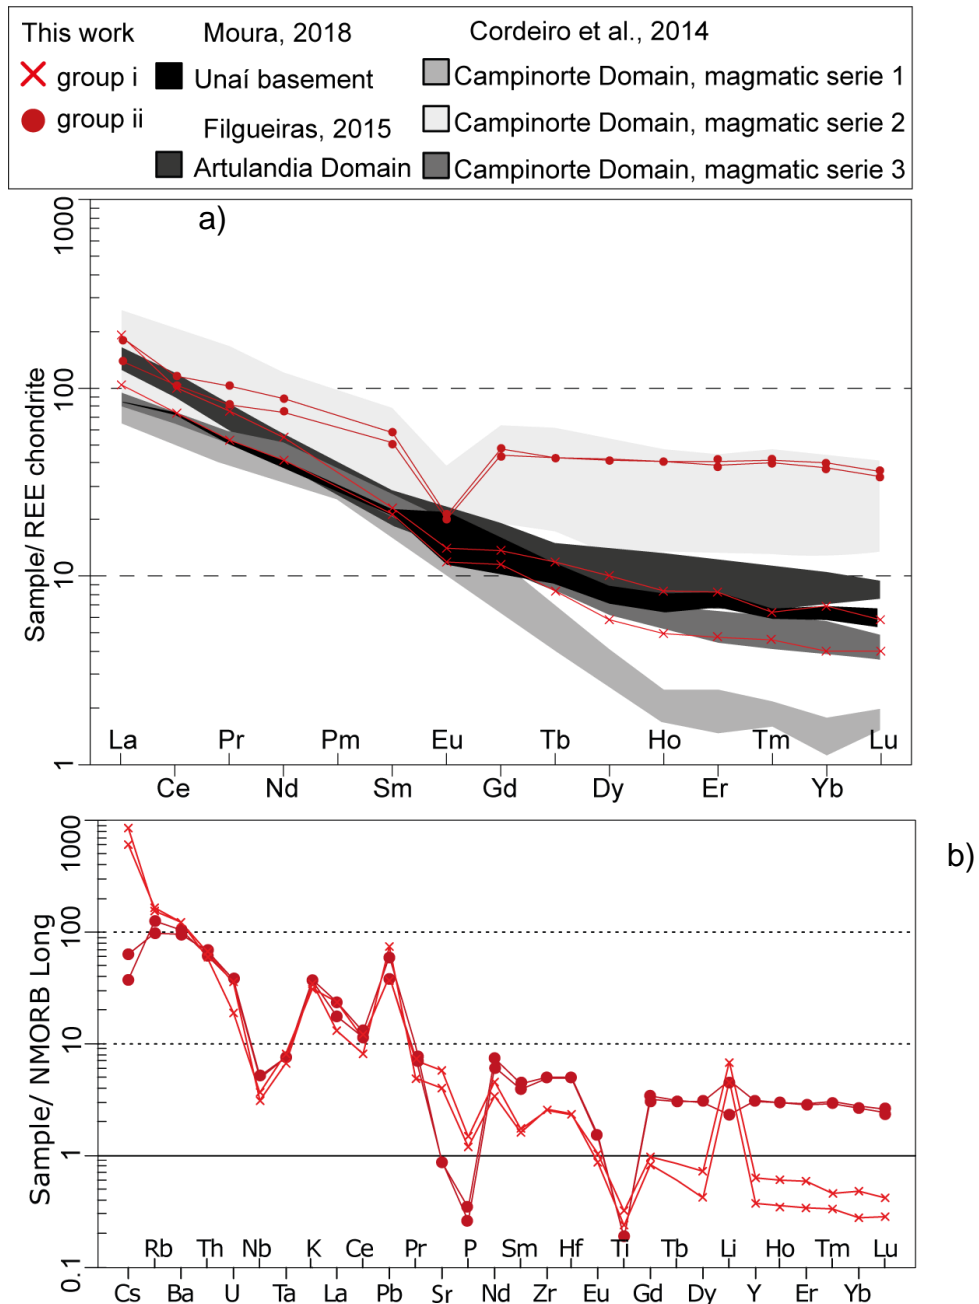 This work
Moura, 2018
Cordeiro et al., 2014
group i
Unaí basement
Campinorte Domain, magmatic serie 1
group ii
Filgueiras, 2015
Campinorte Domain, magmatic serie 2
Artulandia Domain
Campinorte Domain, magmatic serie 3
a)
Sample/ REE chondrite
1000
100
10
1
La Pr Pm Eu Tb Ho Tm Lu
Ce Nd Sm Gd Dy Er Yb
b)
Sample/ NMORB Long
1000
100
10
1
0.1
Rb Th Nb K Ce Pr P Sm Hf Ti Tb Li Ho Tm Lu
Cs Ba U Ta La Pb Sr Nd Zr Eu Gd Dy Y Er Yb